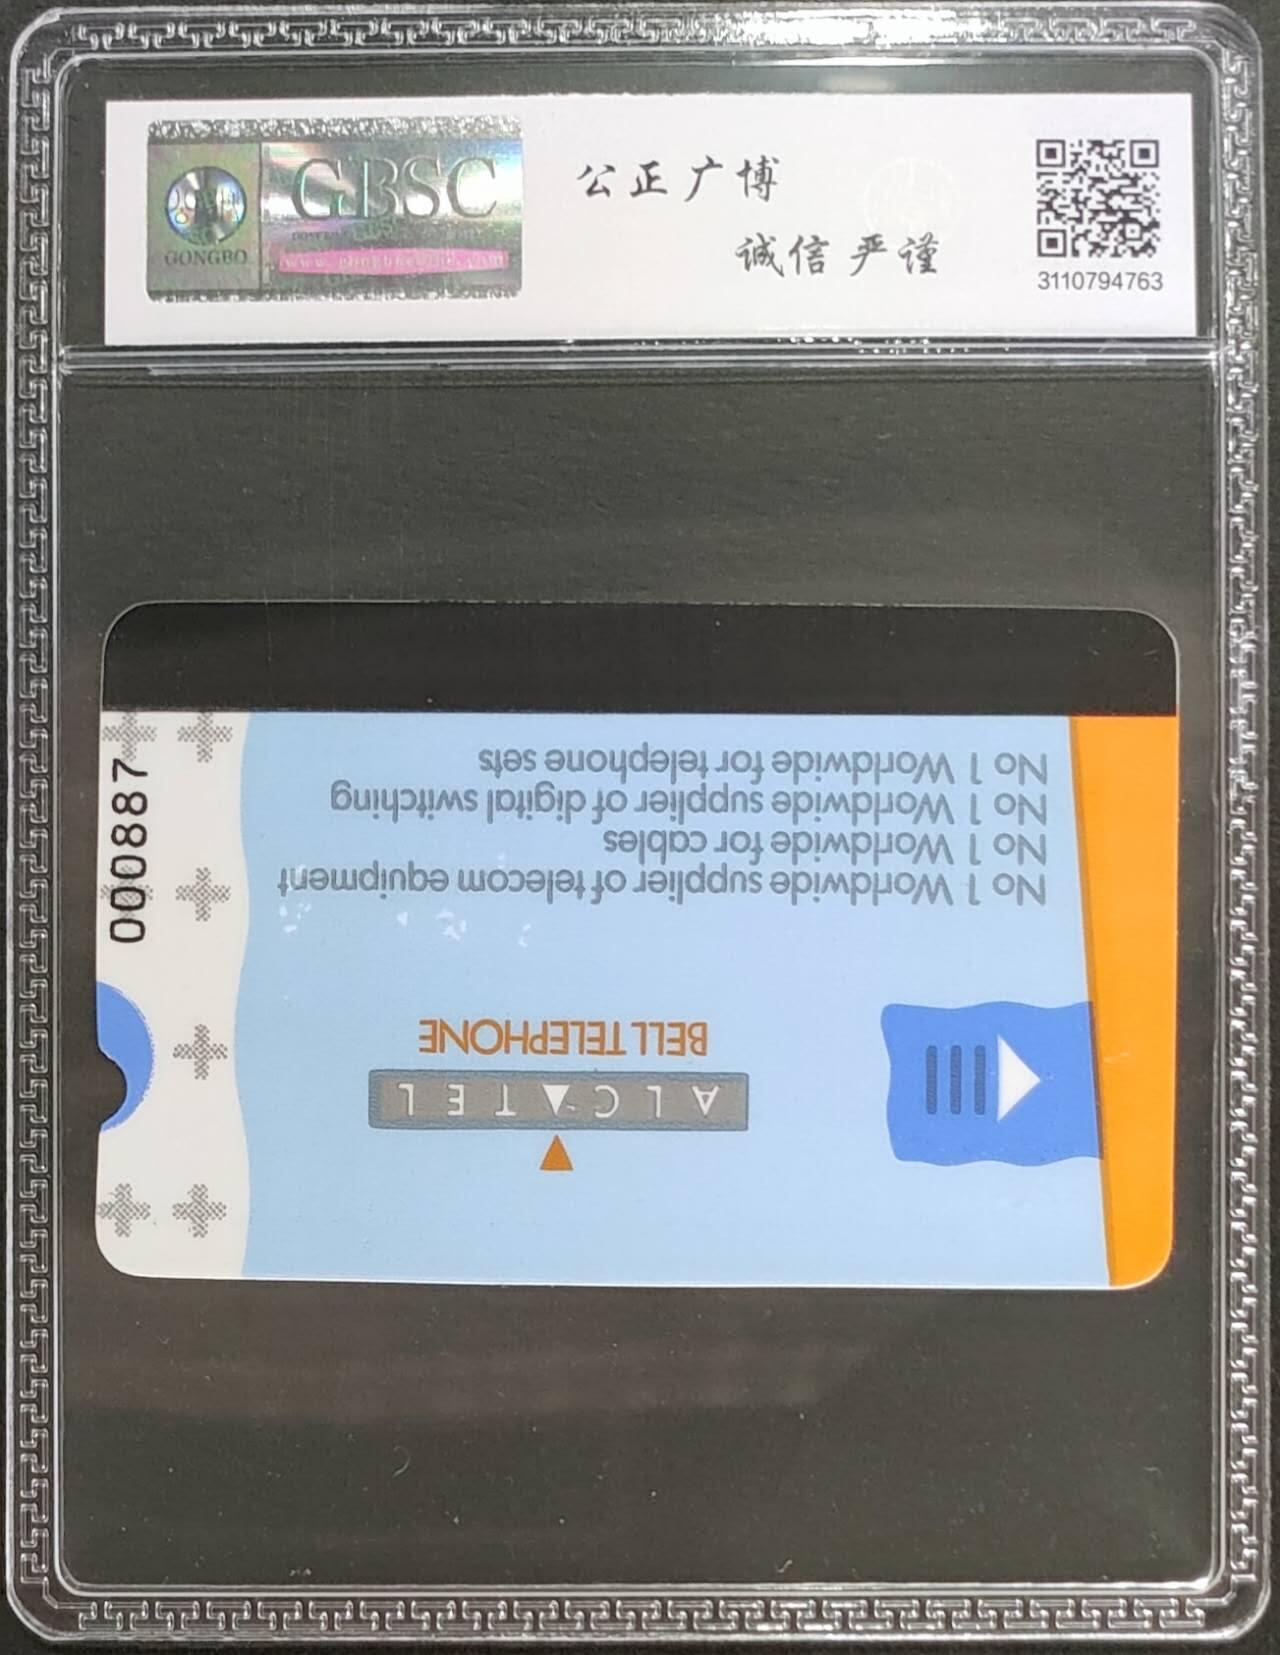 GBSC
GONGBO
公正广博
诚信严谨
3110794763
000887
ALCATEL
BELL TELEPHONE
No 1 Worldwide supplier of telecom equipment
No 1 Worldwide for cables
No 1 Worldwide supplier of digital switching
No 1 Worldwide for telephone sets